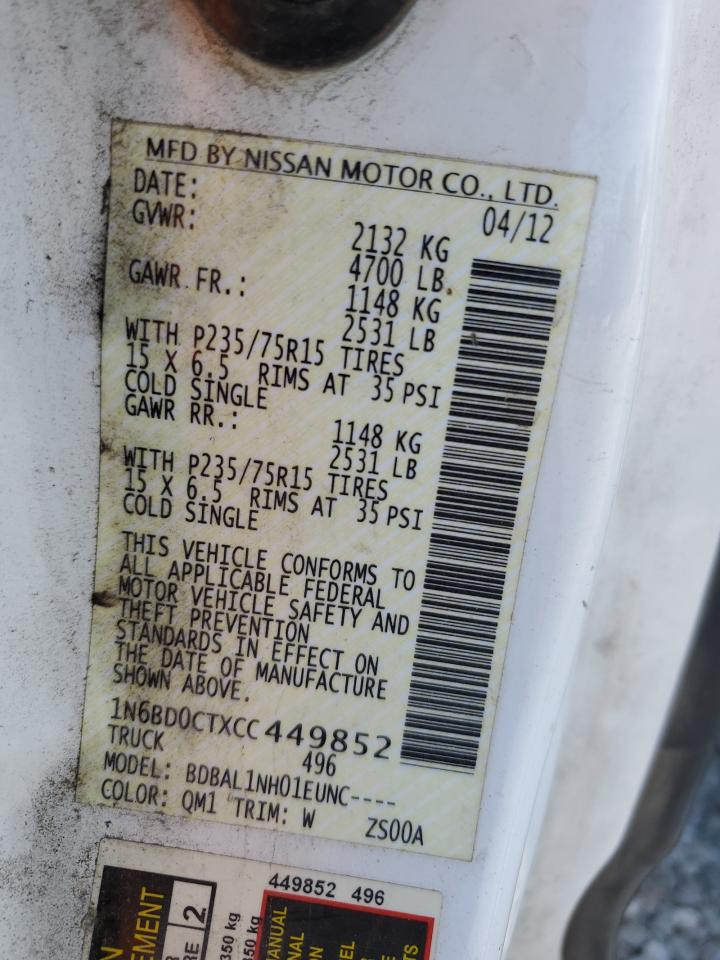 MFD BY NISSAN MOTOR CO., LTD.
DATE: 04/12
GVWR: 2132 KG
4700 LB
GAWR FR.: 1148 KG
2531 LB
WITH P235/75R15 TIRES
15 X 6.5 RIMS AT 35 PSI
COLD SINGLE
GAWR RR.: 1148 KG
2531 LB
WITH P235/75R15 TIRES
15 X 6.5 RIMS AT 35 PSI
COLD SINGLE
THIS VEHICLE CONFORMS TO
ALL APPLICABLE FEDERAL
MOTOR VEHICLE SAFETY AND
THEFT PREVENTION
STANDARDS IN EFFECT ON
THE DATE OF MANUFACTURE
SHOWN ABOVE.
1N6BD0CTXCC449852
TRUCK 496
MODEL: BDBAL1NH01EUNC----
COLOR: QM1 TRIM: W ZS00A
449852 496
2
350 kg